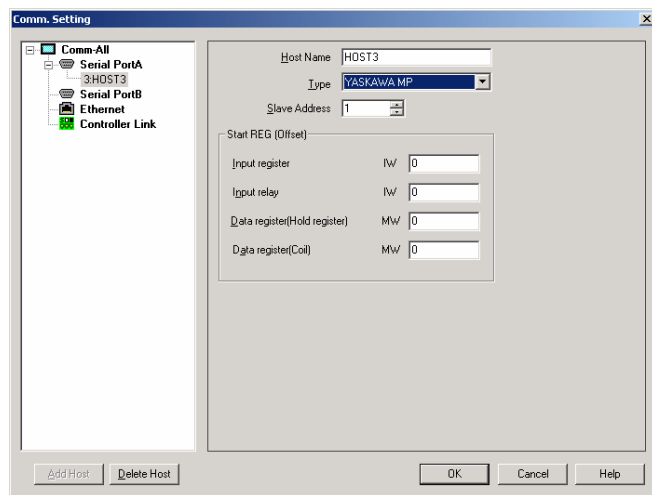 Comm. Setting
Comm-All
Serial PortA
3:HOST3
Serial PortB
Ethernet
Controller Link
Host Name HOST3
Type YASKAWA MP
Slave Address 1
Start REG (Offset)
Input register IW 0
Input relay IW 0
Data register(Hold register) MW 0
Data register(Coil) MW 0
Add Host Delete Host OK Cancel Help